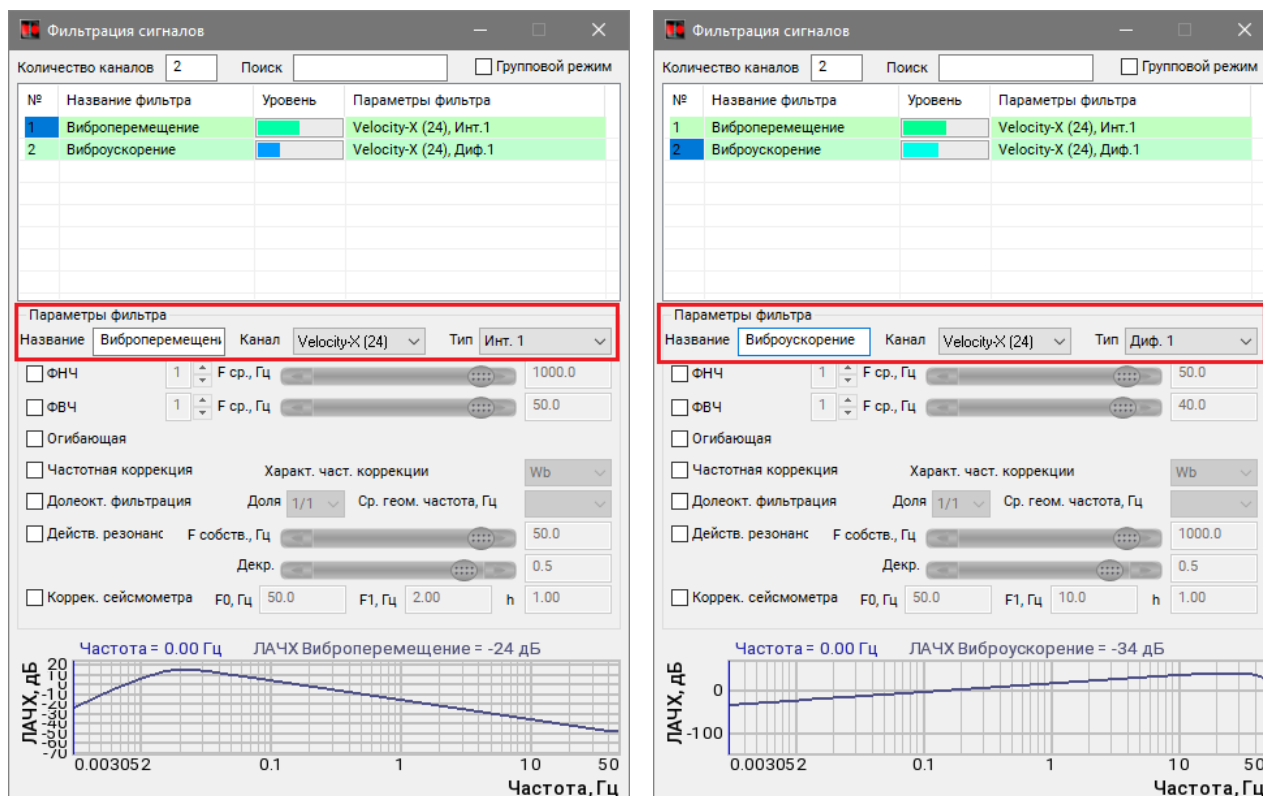 Фильтрация сигналов
Количество каналов 2 Поиск Групповой режим
№ Название фильтра Уровень Параметры фильтра
1 Виброперемещение Velocity-X (24), Инт.1
2 Виброускорение Velocity-X (24), Диф.1
Параметры фильтра
Название Виброперемещени Канал Velocity-X (24) Тип Инт. 1
ФНЧ 1 F ср., Гц 1000.0
ФВЧ 1 F ср., Гц 50.0
Огибающая
Частотная коррекция Характ. част. коррекции Wb
Долеокт. фильтрация Доля 1/1 Ср. геом. частота, Гц
Действ. резонанс F собств., Гц 50.0
Декр. 0.5
Коррек. сейсмометра F0, Гц 50.0 F1, Гц 2.00 h 1.00
Частота = 0.00 Гц ЛАЧХ Виброперемещение = -24 дБ
ЛАЧХ, дБ
20
10
0
-10
-20
-30
-40
-50
-60
-70
0.003052 0.1 1 10 50
Частота, Гц
Фильтрация сигналов
Количество каналов 2 Поиск Групповой режим
№ Название фильтра Уровень Параметры фильтра
1 Виброперемещение Velocity-X (24), Инт.1
2 Виброускорение Velocity-X (24), Диф.1
Параметры фильтра
Название Виброускорение Канал Velocity-X (24) Тип Диф. 1
ФНЧ 1 F ср., Гц 50.0
ФВЧ 1 F ср., Гц 40.0
Огибающая
Частотная коррекция Характ. част. коррекции Wb
Долеокт. фильтрация Доля 1/1 Ср. геом. частота, Гц
Действ. резонанс F собств., Гц 1000.0
Декр. 0.5
Коррек. сейсмометра F0, Гц 50.0 F1, Гц 10.0 h 1.00
Частота = 0.00 Гц ЛАЧХ Виброускорение = -34 дБ
ЛАЧХ, дБ
0
-100
0.003052 0.1 1 10 50
Частота, Гц